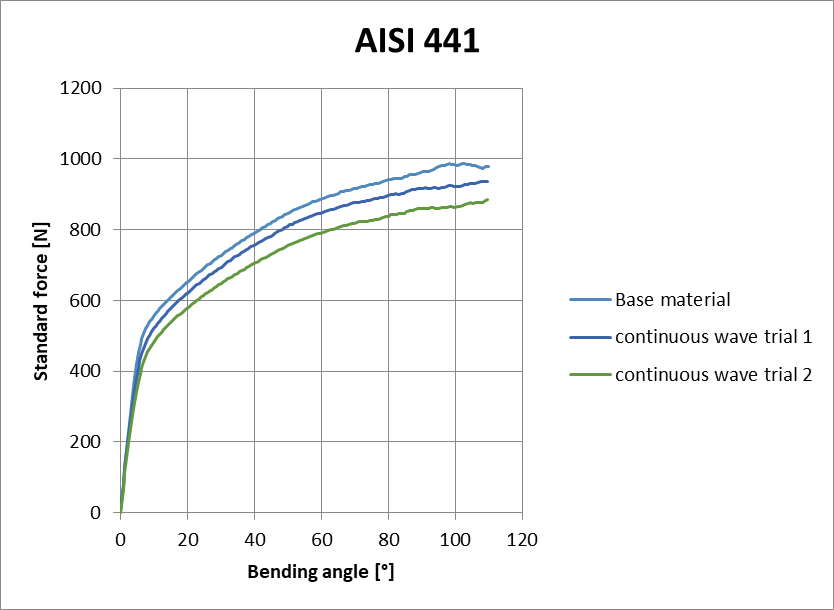 AISI 441
1200
1000
800
600
400
200
0
Standard force [N]
0 20 40 60 80 100 120
Bending angle [°]
Base material
continuous wave trial 1
continuous wave trial 2